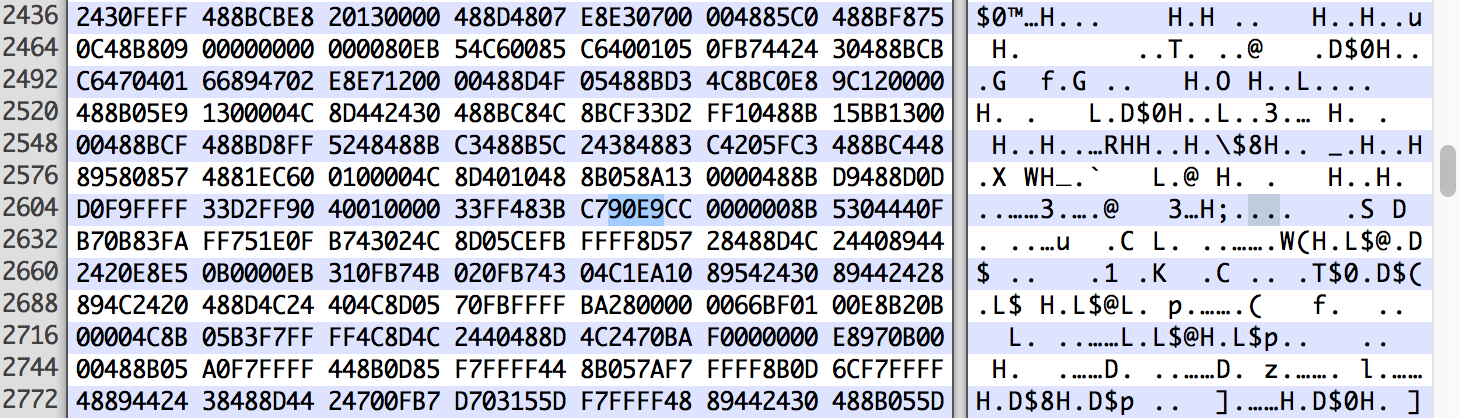 2436 2430FEFF 488BCBE8 20130000 488D4807 E8E30700 004885C0 488BF875 $0™…H... H.H .. H..H..u
2464 0C48B809 00000000 000080EB 54C60085 C6400105 0FB74424 30488BCB H. ..T. ..@ .D$0H..
2492 C6470401 66894702 E8E71200 00488D4F 05488BD3 4C8BC0E8 9C120000 .G f.G .. H.O H..L....
2520 488B05E9 1300004C 8D442430 488BC84C 8BCF33D2 FF10488B 15BB1300 H. . L.D$0H..L..3.… H. .
2548 00488BCF 488BD8FF 5248488B C3488B5C 24384883 C4205FC3 488BC448 H..H..…RHH..H.\$8H.. _.H..H
2576 89580857 4881EC60 0100004C 8D401048 8B058A13 0000488B D9488D0D .X WH_.` L.@ H. . H..H.
2604 D0F9FFFF 33D2FF90 40010000 33FF483B C790E9CC 0000008B 5304440F ..……3.….@ 3…H;.... .S D
2632 B70B83FA FF751E0F B743024C 8D05CEFB FFFF8D57 28488D4C 24408944 . ..…u .C L. ..……..W(H.L$@.D
2660 2420E8E5 0B0000EB 310FB74B 020FB743 04C1EA10 89542430 89442428 $ .. .1 .K .C ... .T$0.D$(
2688 894C2420 488D4C24 404C8D05 70FBFFFF BA280000 0066BF01 00E8B20B .L$ H.L$@L. p.……..( f. ..
2716 00004C8B 05B3F7FF FF4C8D4C 2440488D 4C2470BA F0000000 E8970B00 L. ..……L.L$@H.L$p.. ..
2744 00488B05 A0F7FFFF 448B0D85 F7FFFF44 8B057AF7 FFFF8B0D 6CF7FFFF H. ..……D. ..……D. z.……. l.……
2772 48894424 38488D44 24700FB7 D703155D F7FFFF48 89442430 488B055D H.D$8H.D$p .. ].……H.D$0H. ]